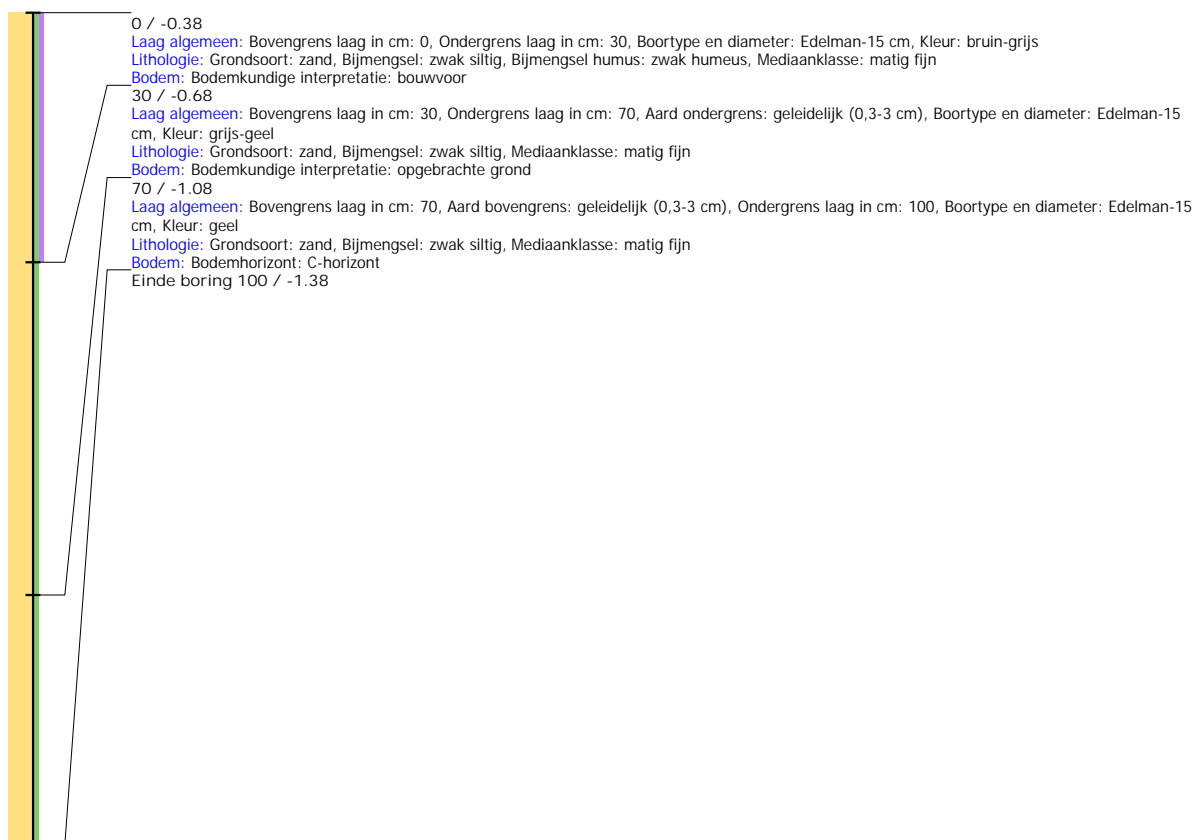 0 / -0.38
Laag algemeen: Bovengrens laag in cm: 0, Ondergrens laag in cm: 30, Boortype en diameter: Edelman-15 cm, Kleur: bruin-grijs
Lithologie: Grondsoort: zand, Bijmengsel: zwak siltig, Bijmengsel humus: zwak humeus, Mediaanklasse: matig fijn
Bodem: Bodemkundige interpretatie: bouwvoor
30 / -0.68
Laag algemeen: Bovengrens laag in cm: 30, Ondergrens laag in cm: 70, Aard ondergrens: geleidelijk (0,3-3 cm), Boortype en diameter: Edelman-15
cm, Kleur: grijs-geel
Lithologie: Grondsoort: zand, Bijmengsel: zwak siltig, Mediaanklasse: matig fijn
Bodem: Bodemkundige interpretatie: opgebrachte grond
70 / -1.08
Laag algemeen: Bovengrens laag in cm: 70, Aard bovengrens: geleidelijk (0,3-3 cm), Ondergrens laag in cm: 100, Boortype en diameter: Edelman-15
cm, Kleur: geel
Lithologie: Grondsoort: zand, Bijmengsel: zwak siltig, Mediaanklasse: matig fijn
Bodem: Bodemhorizont: C-horizont
Einde boring 100 / -1.38